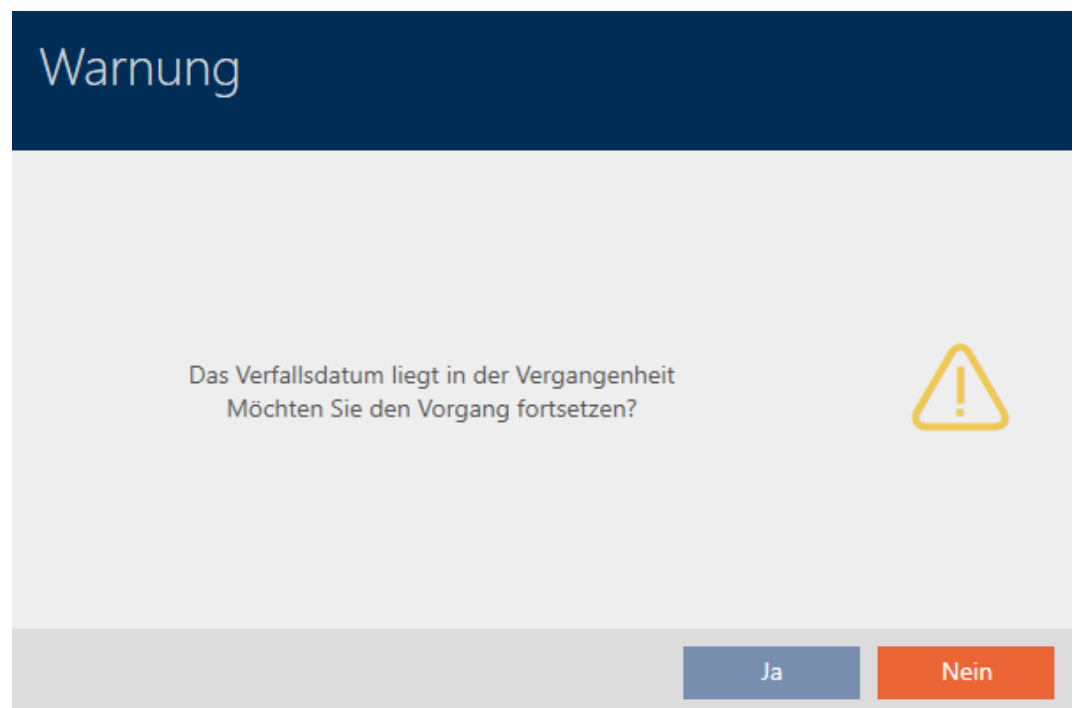 Warnung
Das Verfallsdatum liegt in der Vergangenheit
Möchten Sie den Vorgang fortsetzen?
Ja
Nein